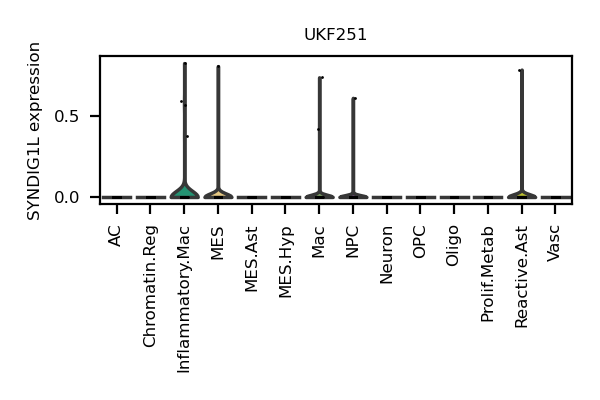 UKF251
SYNDIG1L expression
0.5
0.0
AC
Chromatin.Reg
Inflammatory.Mac
MES
MES.Ast
MES.Hyp
Mac
NPC
Neuron
OPC
Oligo
Prolif.Metab
Reactive.Ast
Vasc